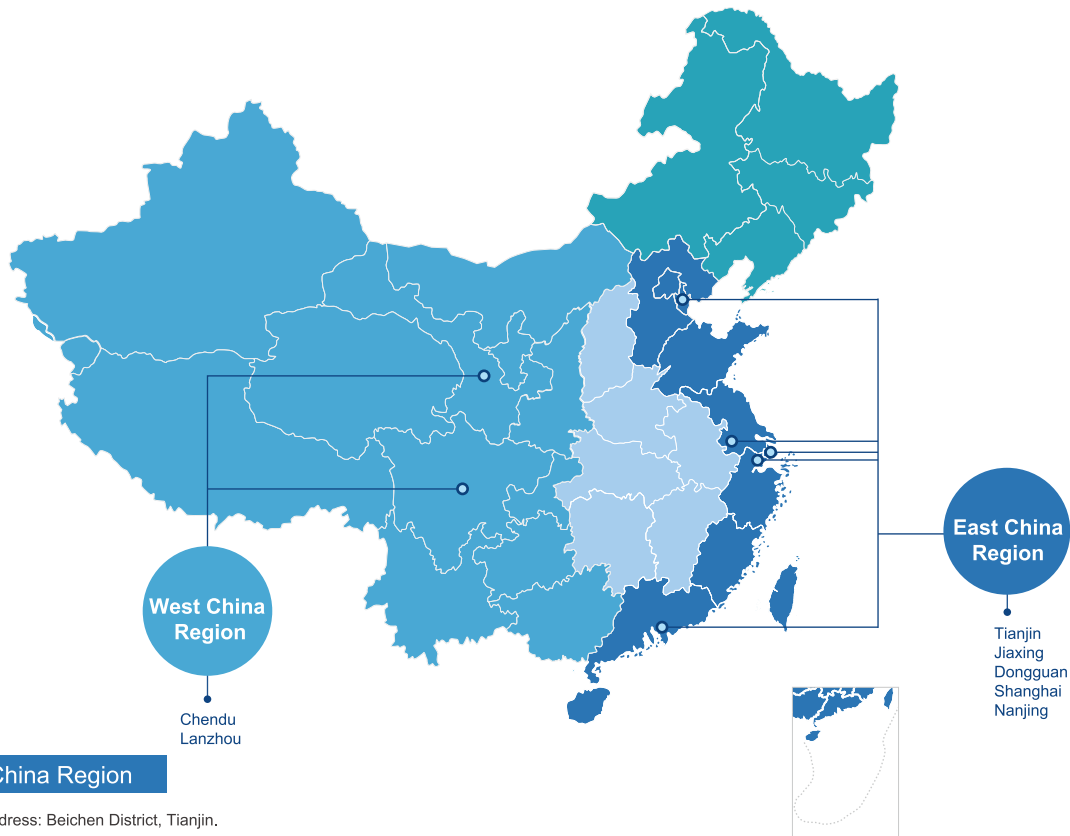 East China
Region
West China
Region
Tianjin
Jiaxing
Dongguan
Shanghai
Nanjing
Chendu
Lanzhou
China Region
dress: Beichen District, Tianjin.